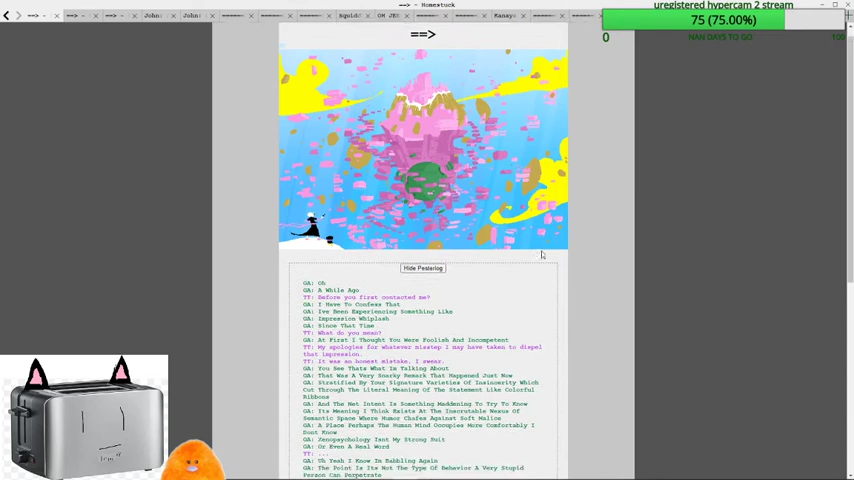 ==> - Homestuck
unregistered hypercam 2 stream
75 (75.00%)
0
NAN DAYS TO GO
100
==>
Hide Pesterlog
GA: Oh
GA: A While Ago
TT: Before you first contacted me?
GA: I Have To Confess That
GA: Ive Been Experiencing Something Like
GA: Impression Whiplash
GA: Since That Time
TT: What do you mean?
GA: At First I Thought You Were Foolish And Incompetent
TT: My apologies for whatever misstep I may have taken to dispel
that impression.
TT: It was an honest mistake, I swear.
GA: You See Thats What Im Talking About
GA: That Was A Very Snarky Remark That Happened Just Now
GA: Stratified By Your Signature Varieties Of Insincerity Which
Cut Through The Literal Meaning Of The Statement Like Colorful
Ribbons
GA: And The Net Intent Is Something Maddening To Try To Know
GA: Its Meaning I Think Exists At The Inscrutable Nexus Of
Semantic Space Where Humor Chafes Against Soft Malice
GA: A Place Perhaps The Human Mind Occupies More Comfortably I
Dont Know
GA: Xenopsychology Isnt My Strong Suit
GA: Or Even A Real Word
TT: ...
GA: Uh Yeah I Know Im Babbling Again
GA: The Point Is Its Not The Type Of Behavior A Very Stupid
Person Can Perpetrate